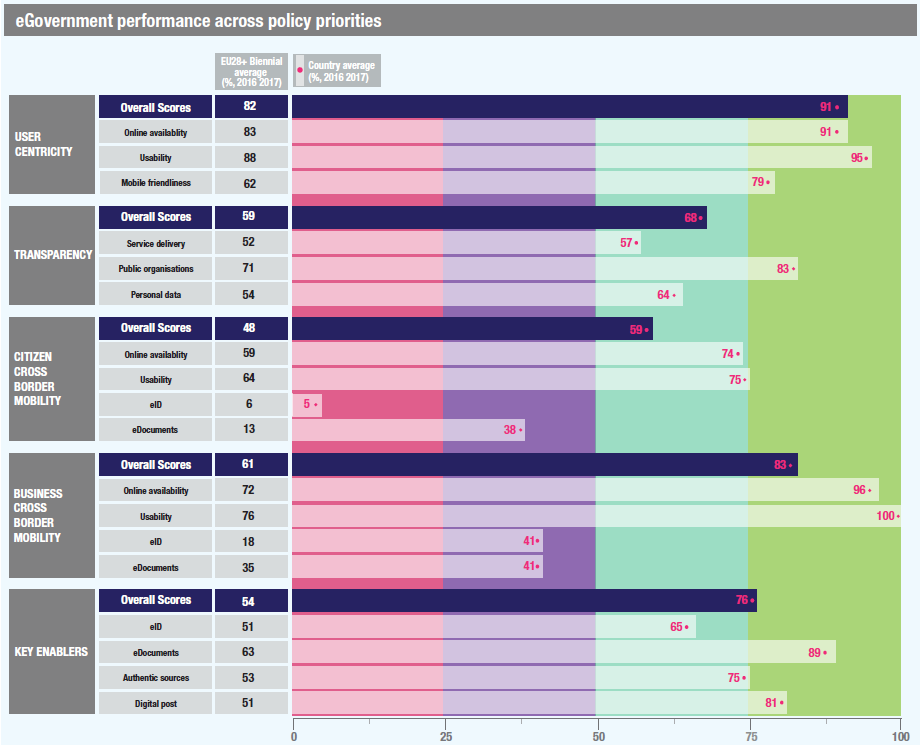 eGovernment performance across policy priorities
EU28+ Biennial
average
(%, 2016 2017)
Country average
(%, 2016 2017)
USER
CENTRICITY
Overall Scores 82 91
Online availablity 83 91
Usability 88 95
Mobile friendliness 62 79
TRANSPARENCY
Overall Scores 59 68
Service delivery 52 57
Public organisations 71 83
Personal data 54 64
CITIZEN
CROSS
BORDER
MOBILITY
Overall Scores 48 59
Online availablity 59 74
Usability 64 75
eID 6 5
eDocuments 13 38
BUSINESS
CROSS
BORDER
MOBILITY
Overall Scores 61 83
Online availability 72 96
Usability 76 100
eID 18 41
eDocuments 35 41
KEY ENABLERS
Overall Scores 54 76
eID 51 65
eDocuments 63 89
Authentic sources 53 75
Digital post 51 81
0 25 50 75 100